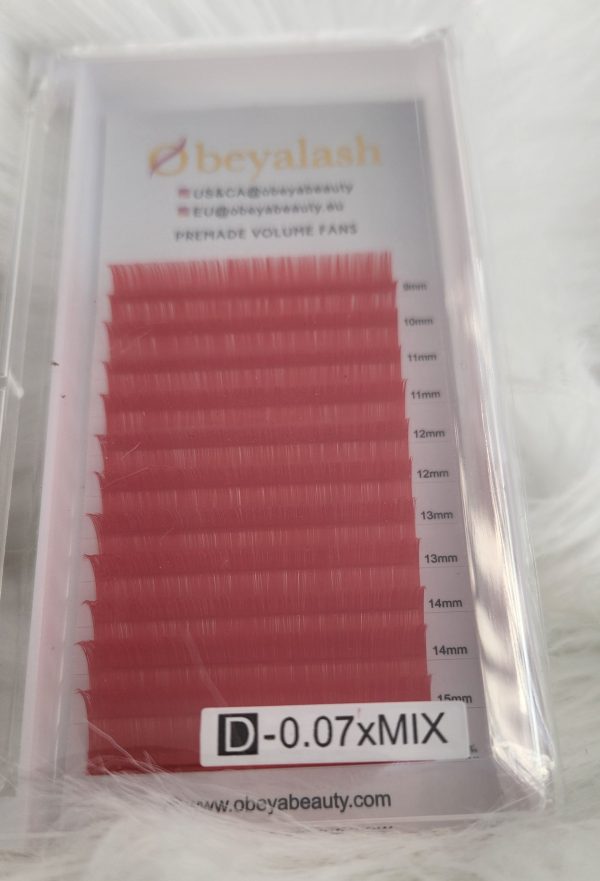 Øbeyalash
US&CA@obeyabeauty
EU@obeyabeauty.eu
PREMADE VOLUME FANS
9mm
10mm
11mm
11mm
12mm
12mm
13mm
13mm
14mm
14mm
15mm
D-0.07xMIX
www.obeyabeauty.com